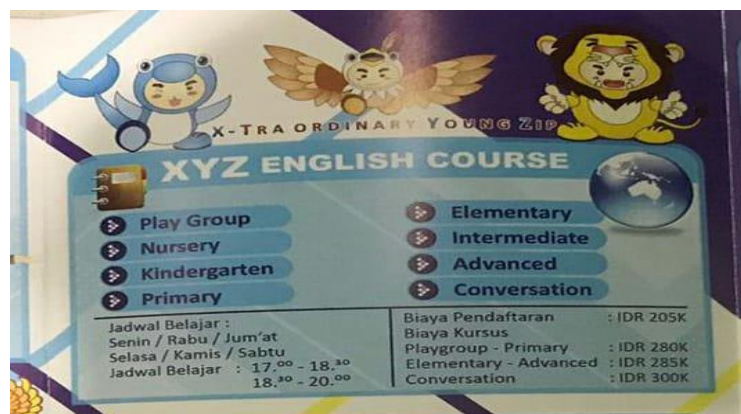 X-TRA ORDINARY YOUNG ZIP
XYZ ENGLISH COURSE
Play Group
Nursery
Kindergarten
Primary
Elementary
Intermediate
Advanced
Conversation
Jadwal Belajar :
Senin / Rabu / Jum'at
Selasa / Kamis / Sabtu
Jadwal Belajar : 17.00 - 18.30
18.30 - 20.00
Biaya Pendaftaran : IDR 205K
Biaya Kursus
Playgroup - Primary : IDR 280K
Elementary - Advanced : IDR 285K
Conversation : IDR 300K